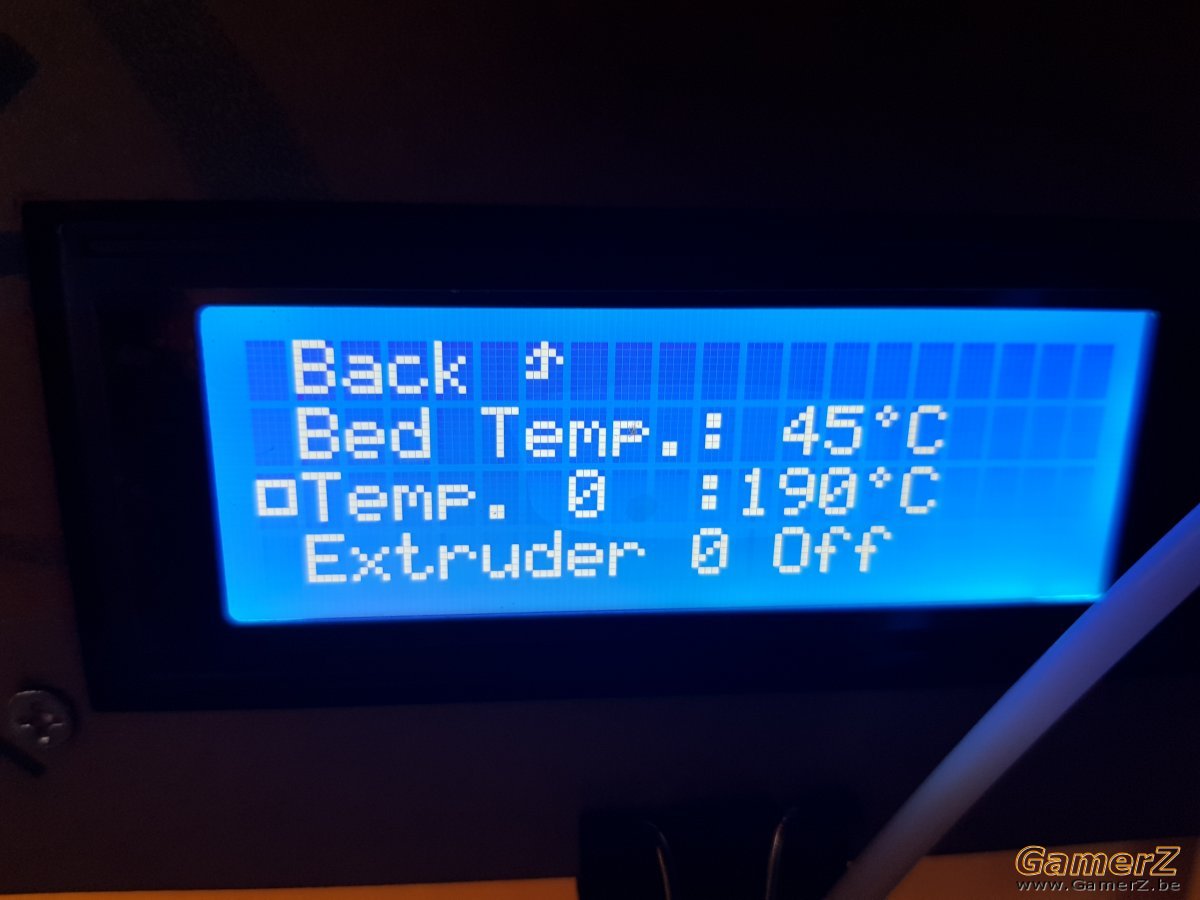 Back
Bed Temp.: 45°C
Temp. 0 :190°C
Extruder 0 Off
GamerZ
www.GamerZ.be